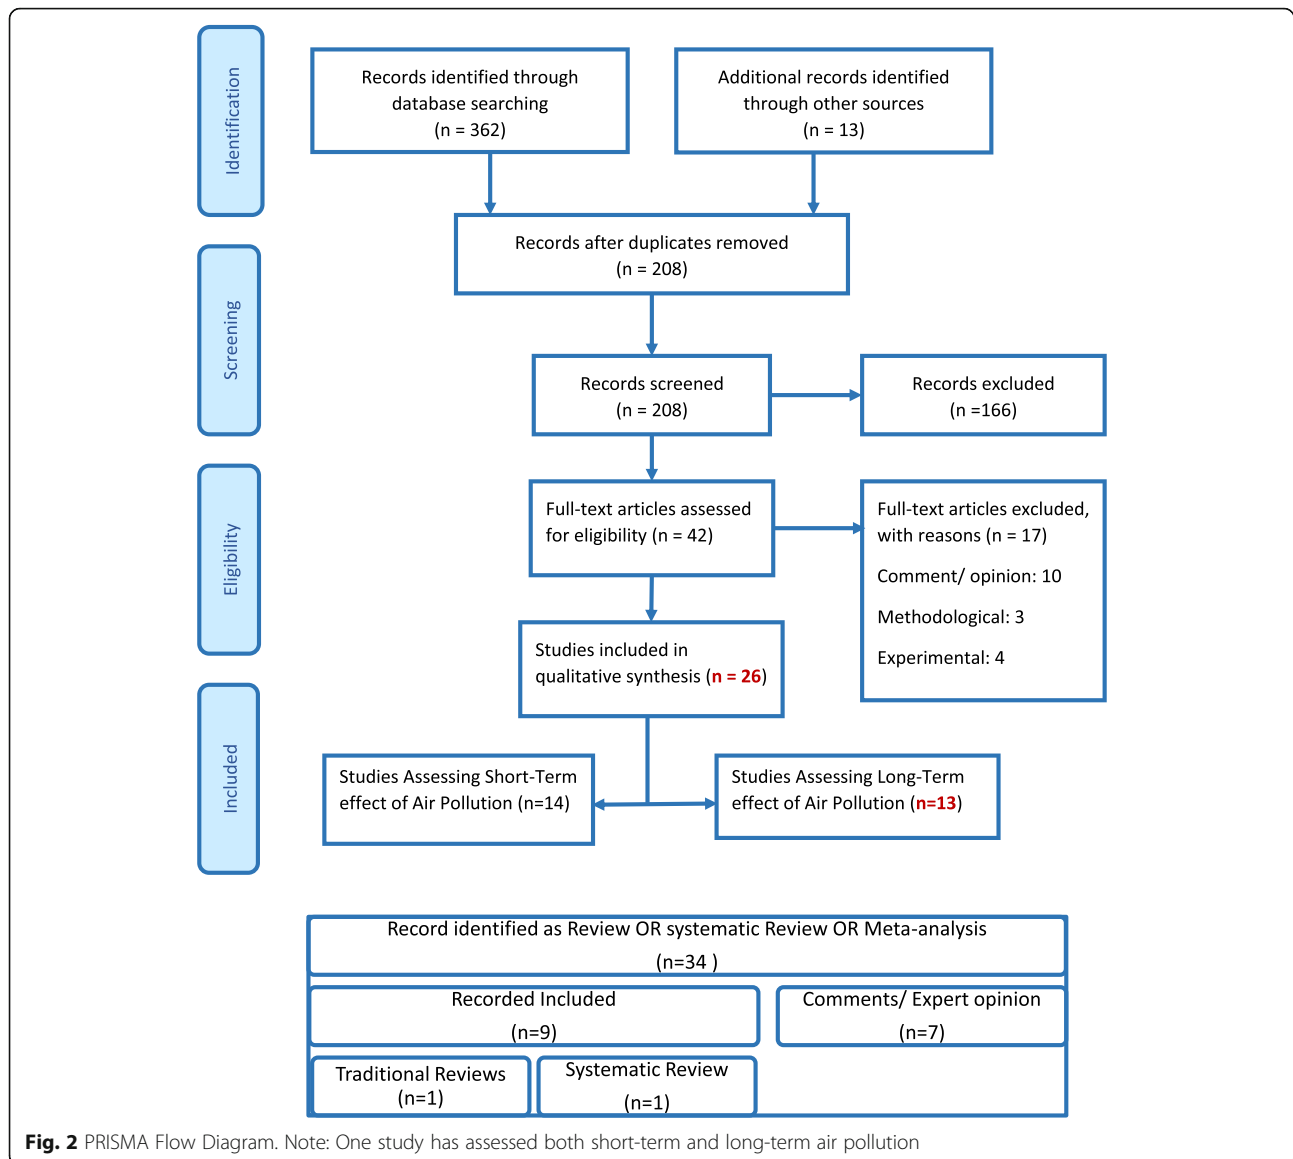 Identification
Records identified through
database searching
(n = 362)
Additional records identified
through other sources
(n = 13)
Records after duplicates removed
(n = 208)
Screening
Records screened
(n = 208)
Records excluded
(n =166)
Eligibility
Full-text articles assessed
for eligibility (n = 42)
Full-text articles excluded,
with reasons (n = 17)
Comment/ opinion: 10
Methodological: 3
Experimental: 4
Studies included in
qualitative synthesis (n = 26)
Included
Studies Assessing Short-Term
effect of Air Pollution (n=14)
Studies Assessing Long-Term
effect of Air Pollution (n=13)
Record identified as Review OR systematic Review OR Meta-analysis
(n=34 )
Recorded Included
(n=9)
Comments/ Expert opinion
(n=7)
Traditional Reviews
(n=1)
Systematic Review
(n=1)
Fig. 2 PRISMA Flow Diagram. Note: One study has assessed both short-term and long-term air pollution